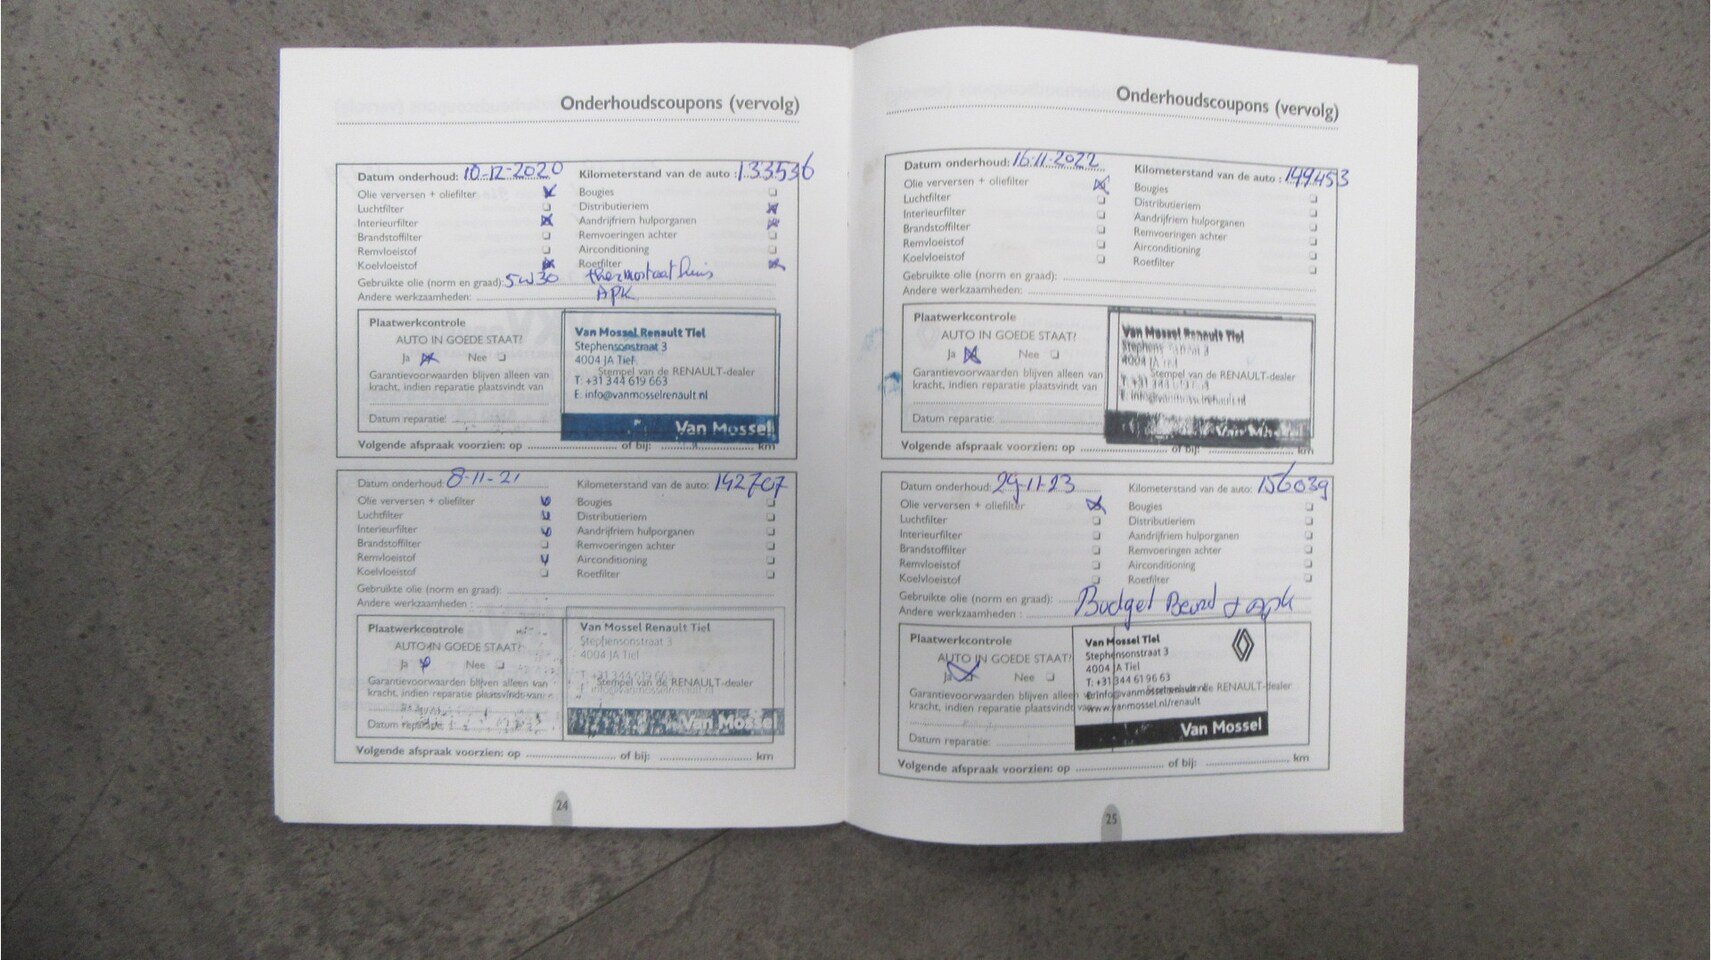 Onderhoudscoupons (vervolg)
Datum onderhoud: 10-12-2020 Kilometerstand van de auto : 133536
Olie verversen + oliefilter Bougies
Luchtfilter Distributieriem
Interieurfilter Aandrijfriem hulporganen
Brandstoffilter Remvoeringen achter
Remvloeistof Airconditioning
Koelvloeistof Roetfilter
Gebruikte olie (norm en graad): 5W30 thermostaathuis
Andere werkzaamheden: APK
Plaatwerkcontrole
AUTO IN GOEDE STAAT?
Ja Nee
Garantievoorwaarden blijven alleen van
kracht, indien reparatie plaatsvindt van
Datum reparatie:
Van Mossel Renault Tiel
Stephensonstraat 3
4004 JA Tiel
Stempel van de RENAULT-dealer
T: +31 344 619 663
E: info@vanmosselrenault.nl
Van Mossel
Volgende afspraak voorzien: op of bij: km
Datum onderhoud: 8-11-21 Kilometerstand van de auto: 142707
Olie verversen + oliefilter Bougies
Luchtfilter Distributieriem
Interieurfilter Aandrijfriem hulporganen
Brandstoffilter Remvoeringen achter
Remvloeistof Airconditioning
Koelvloeistof Roetfilter
Gebruikte olie (norm en graad):
Andere werkzaamheden :
Plaatwerkcontrole
AUTO IN GOEDE STAAT?
Ja Nee
Garantievoorwaarden blijven alleen van
kracht, indien reparatie plaatsvindt van
Datum reparatie:
Van Mossel Renault Tiel
Stephensonstraat 3
4004 JA Tiel
Stempel van de RENAULT-dealer
Van Mossel
Volgende afspraak voorzien: op of bij: km
24
Onderhoudscoupons (vervolg)
Datum onderhoud: 16-11-2022 Kilometerstand van de auto : 149453
Olie verversen + oliefilter Bougies
Luchtfilter Distributieriem
Interieurfilter Aandrijfriem hulporganen
Brandstoffilter Remvoeringen achter
Remvloeistof Airconditioning
Koelvloeistof Roetfilter
Gebruikte olie (norm en graad):
Andere werkzaamheden:
Plaatwerkcontrole
AUTO IN GOEDE STAAT?
Ja Nee
Garantievoorwaarden blijven alleen van
kracht, indien reparatie plaatsvindt van
Datum reparatie:
Van Mossel Renault Tiel
4004 JA Tiel
Stempel van de RENAULT-dealer
Van Mossel
Volgende afspraak voorzien: op of bij: km
Datum onderhoud: 29-11-23 Kilometerstand van de auto: 156039
Olie verversen + oliefilter Bougies
Luchtfilter Distributieriem
Interieurfilter Aandrijfriem hulporganen
Brandstoffilter Remvoeringen achter
Remvloeistof Airconditioning
Koelvloeistof Roetfilter
Gebruikte olie (norm en graad):
Andere werkzaamheden : Budget Beurt + apk
Plaatwerkcontrole
AUTO IN GOEDE STAAT?
Ja Nee
Garantievoorwaarden blijven alleen
kracht, indien reparatie plaatsvindt van
Datum reparatie:
Van Mossel Tiel
Stephensonstraat 3
4004 JA Tiel
T: +31 344 61 96 63
de RENAULT-dealer
www.vanmossel.nl/renault
Van Mossel
Volgende afspraak voorzien: op of bij: km
25